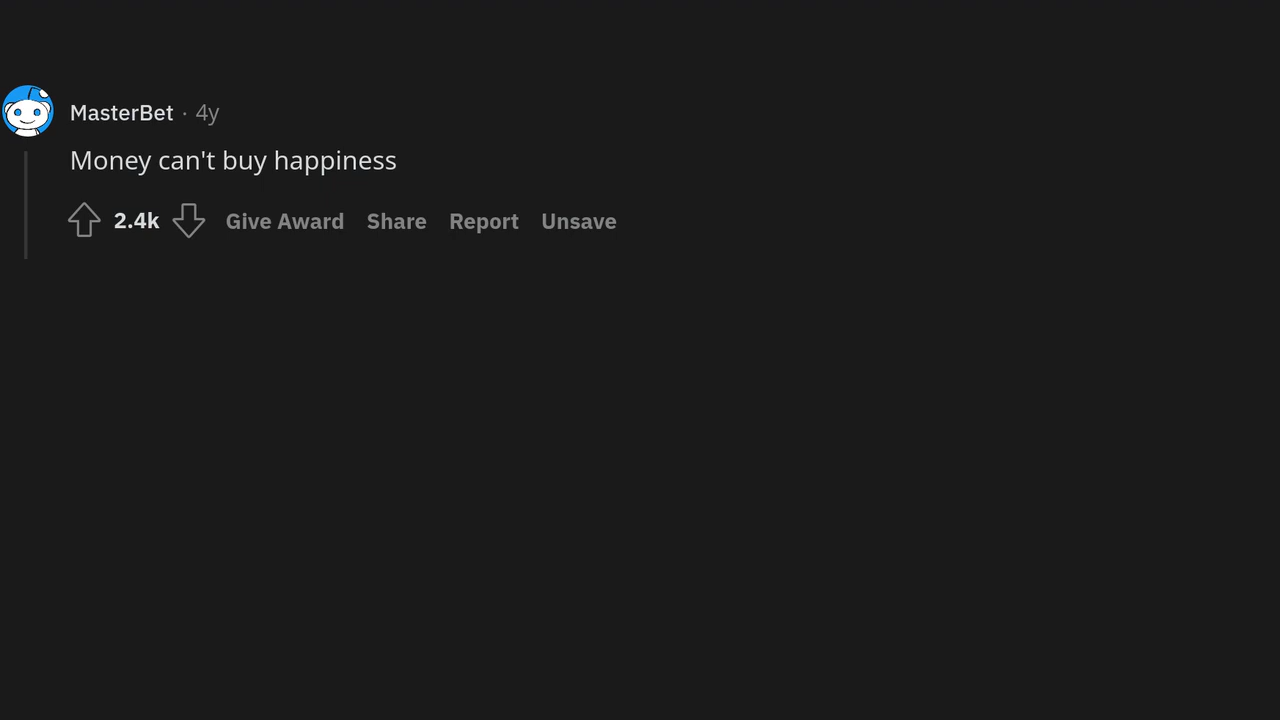 MasterBet · 4y
Money can't buy happiness
2.4k Give Award Share Report Unsave